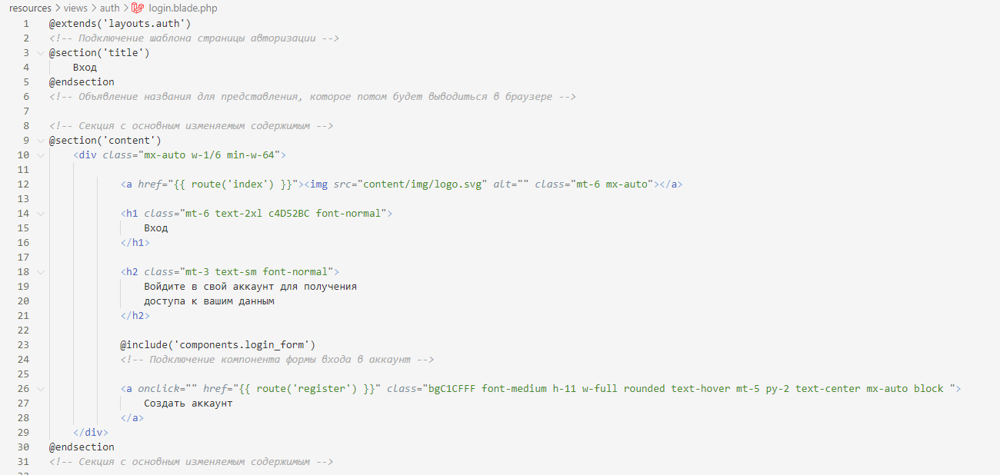 resources > views > auth > login.blade.php
1 @extends('layouts.auth')
2 <!-- Подключение шаблона страницы авторизации -->
3 @section('title')
4 Вход
5 @endsection
6 <!-- Объявление названия для представления, которое потом будет выводиться в браузере -->
7
8 <!-- Секция с основным изменяемым содержимым -->
9 @section('content')
10 <div class="mx-auto w-1/6 min-w-64">
11
12 <a href="{{ route('index') }}"><img src="content/img/logo.svg" alt="" class="mt-6 mx-auto"></a>
13
14 <h1 class="mt-6 text-2xl c4D52BC font-normal">
15 Вход
16 </h1>
17
18 <h2 class="mt-3 text-sm font-normal">
19 Войдите в свой аккаунт для получения
20 доступа к вашим данным
21 </h2>
22
23 @include('components.login_form')
24 <!-- Подключение компонента формы входа в аккаунт -->
25
26 <a onclick="" href="{{ route('register') }}" class="bgC1CFFF font-medium h-11 w-full rounded text-hover mt-5 py-2 text-center mx-auto block ">
27 Создать аккаунт
28 </a>
29 </div>
30 @endsection
31 <!-- Секция с основным изменяемым содержимым -->